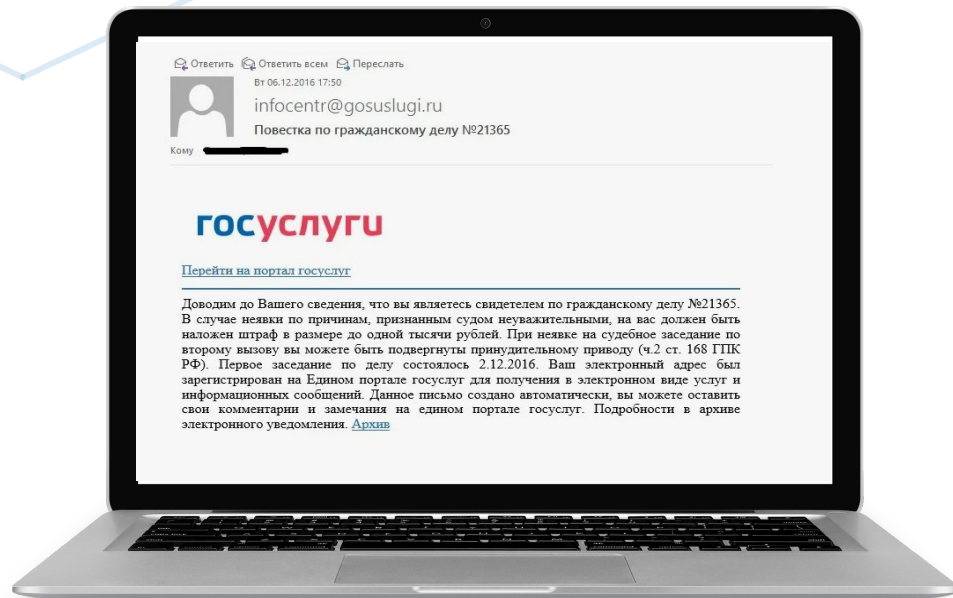 Ответить Ответить всем Переслать
Вт 06.12.2016 17:50
infocentr@gosuslugi.ru
Повестка по гражданскому делу №21365
Кому
госуслуги
Перейти на портал госуслуг
Доводим до Вашего сведения, что вы являетесь свидетелем по гражданскому делу №21365.
В случае неявки по причинам, признанным судом неуважительными, на вас должен быть
наложен штраф в размере до одной тысячи рублей. При неявке на судебное заседание по
второму вызову вы можете быть подвергнуты принудительному приводу (ч.2 ст. 168 ГПК
РФ). Первое заседание по делу состоялось 2.12.2016. Ваш электронный адрес был
зарегистрирован на Едином портале госуслуг для получения в электронном виде услуг и
информационных сообщений. Данное письмо создано автоматически, вы можете оставить
свои комментарии и замечания на едином портале госуслуг. Подробности в архиве
электронного уведомления. Архив